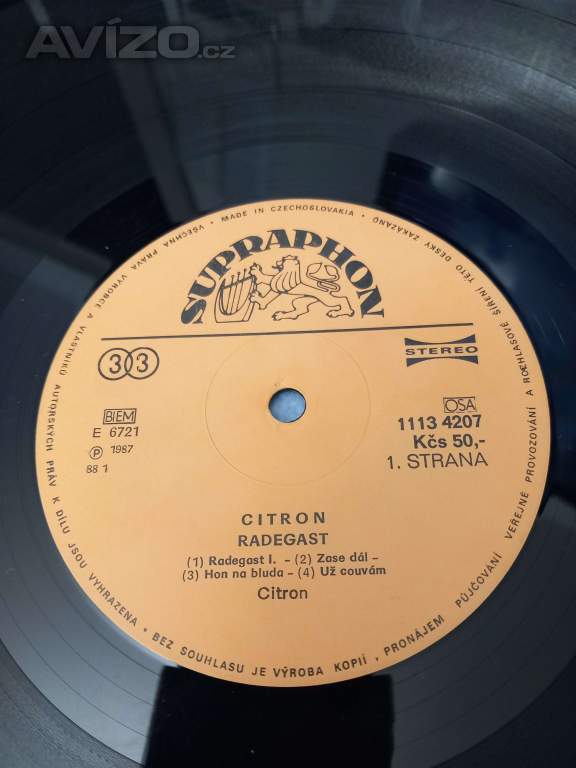 AVÍZO.cz
VŠECHNA PRÁVA VÝROBCE A VLASTNÍKŮ AUTORSKÝCH PRÁV K DÍLU JSOU VYHRAZENA • BEZ SOUHLASU JE VÝROBA KOPIÍ, PRONÁJEM, PŮJČOVÁNÍ VEŘEJNÉ PROVOZOVÁNÍ A ROZHLASOVÉ ŠÍŘENÍ TÉTO DESKY ZAKÁZÁNO • MADE IN CZECHOSLOVAKIA •
SUPRAPHON
33
STEREO
BIEM
OSA
E 6721
1113 4207
Ⓟ 1987
Kčs 50,-
88 1
1. STRANA
CITRON
RADEGAST
(1) Radegast I. – (2) Zase dál –
(3) Hon na bluda – (4) Už couvám
Citron